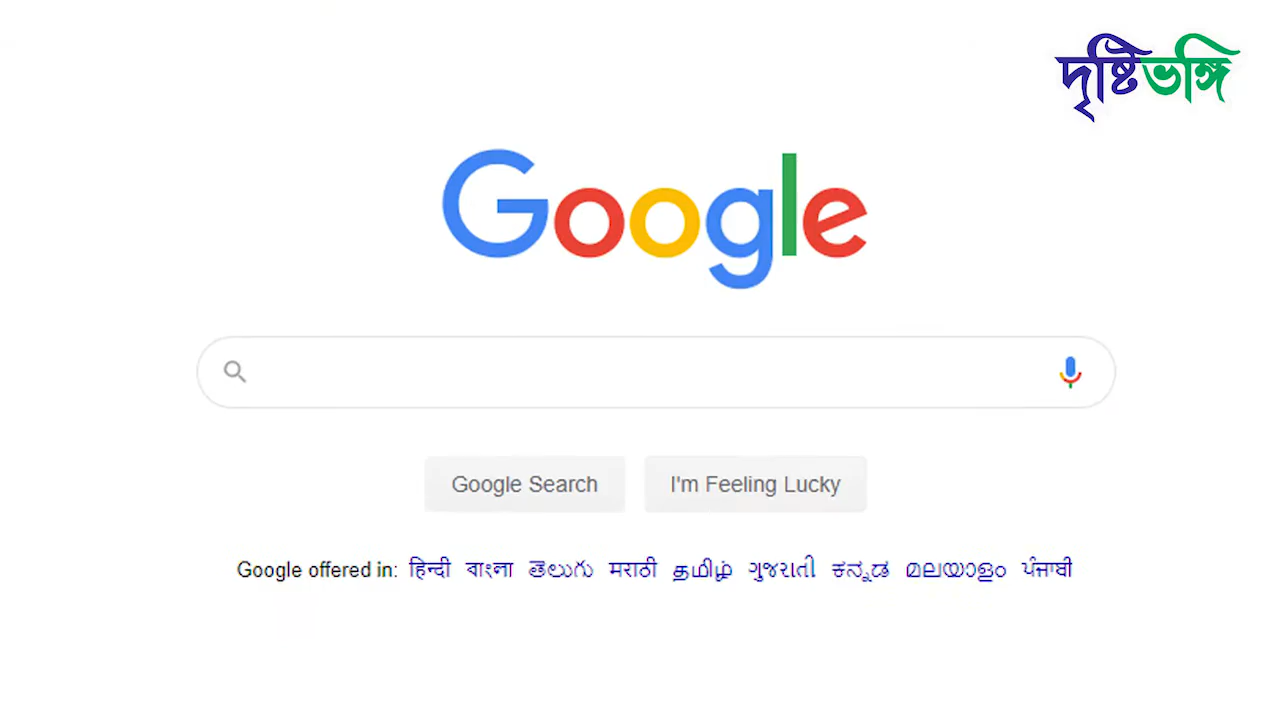 দৃষ্টিভঙ্গি
Google
Google Search I'm Feeling Lucky
Google offered in: हिन्दी বাংলা తెలుగు मराठी தமிழ் ગુજરાતી ಕನ್ನಡ മലയാളം ਪੰਜਾਬੀ